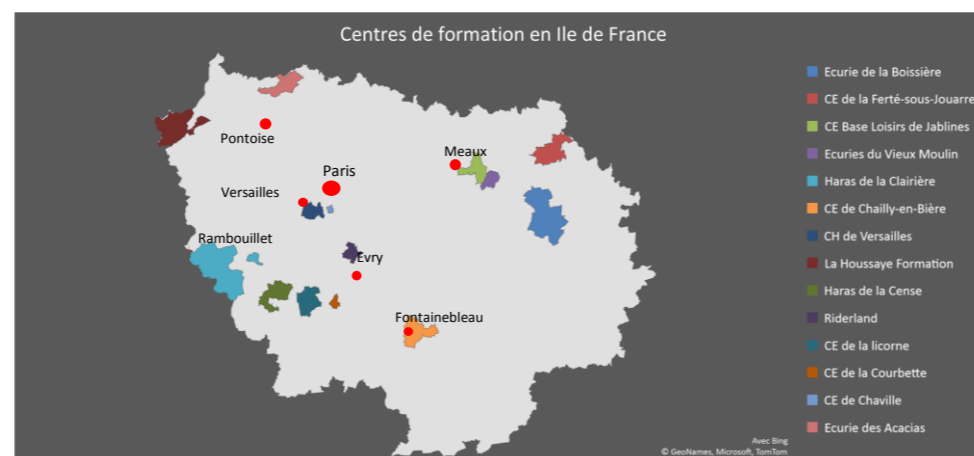 Centres de formation en Ile de France
Pontoise
Meaux
Paris
Versailles
Rambouillet
Evry
Fontainebleau
Ecurie de la Boissière
CE de la Ferté-sous-Jouarre
CE Base Loisirs de Jablines
Ecuries du Vieux Moulin
Haras de la Clairière
CE de Chailly-en-Bière
CH de Versailles
La Houssaye Formation
Haras de la Cense
Riderland
CE de la licorne
CE de la Courbette
CE de Chaville
Ecurie des Acacias
Avec Bing
© GeoNames, Microsoft, TomTom